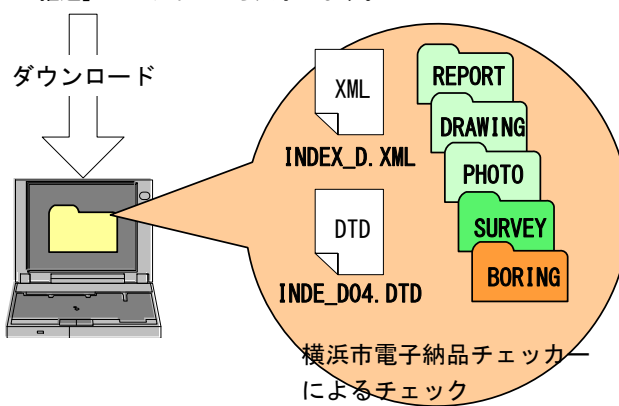 ダウンロード
XML
INDEX_D.XML
DTD
INDE_D04.DTD
REPORT
DRAWING
PHOTO
SURVEY
BORING
横浜市電子納品チェッカー
によるチェック